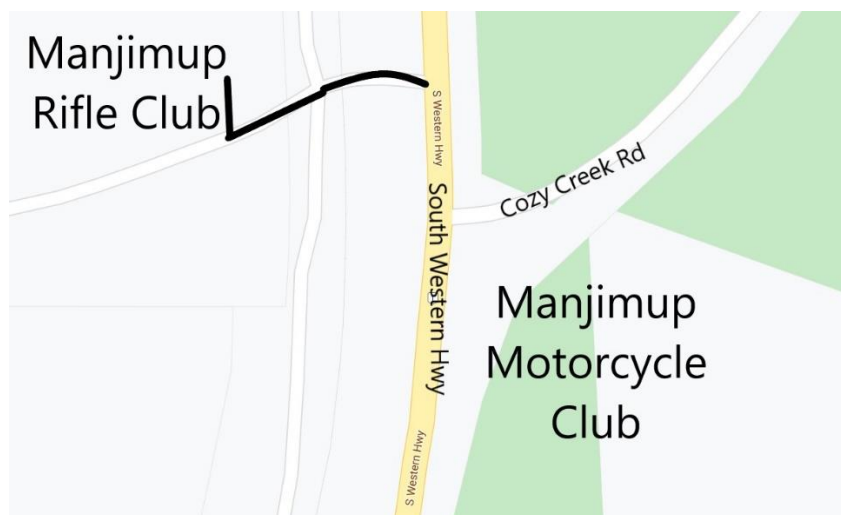 Manjimup
Rifle Club
S Western Hwy
Cozy Creek Rd
South Western Hwy
Manjimup
Motorcycle
Club
S Western Hwy